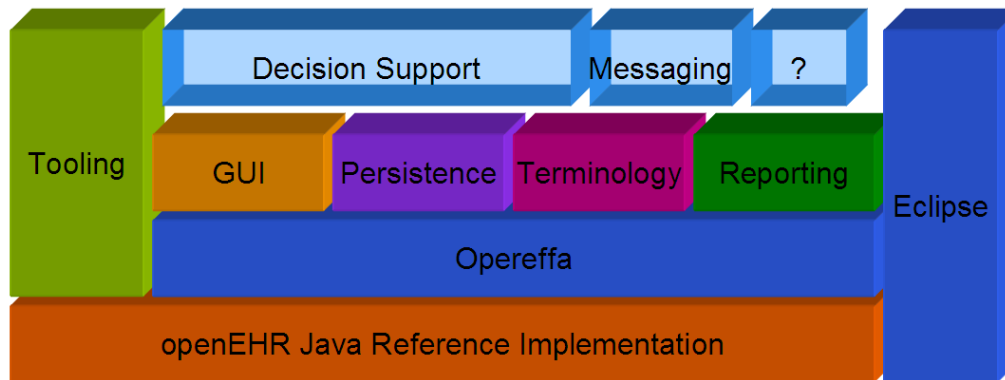 Decision Support
Messaging
?
Tooling
GUI
Persistence
Terminology
Reporting
Eclipse
Opereffa
openEHR Java Reference Implementation